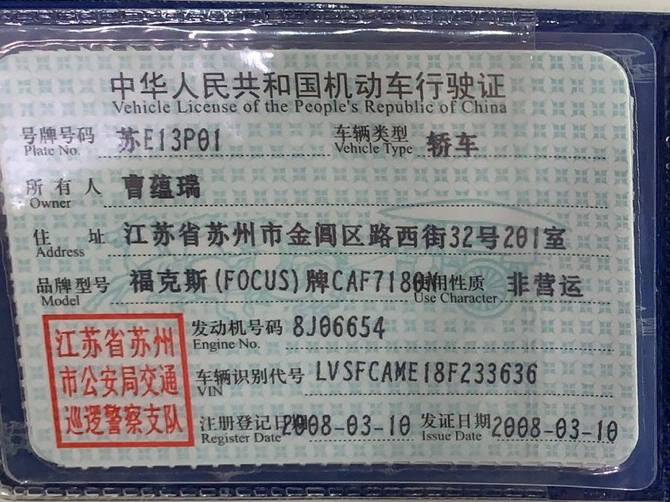 中华人民共和国机动车行驶证
Vehicle License of the People's Republic of China
号牌号码 苏E13P01 车辆类型 轿车
Plate No. Vehicle Type
所有人 曹蕴瑞
Owner
住址 江苏省苏州市金阊区路西街32号201室
Address
品牌型号 福克斯(FOCUS)牌CAF7180N 使用性质 非营运
Model Use Character
江苏省苏州
市公安局交通
巡逻警察支队
发动机号码 8J06654
Engine No.
车辆识别代号 LVSFCAME18F233636
VIN
注册登记日期 2008-03-10 发证日期 2008-03-10
Register Date Issue Date